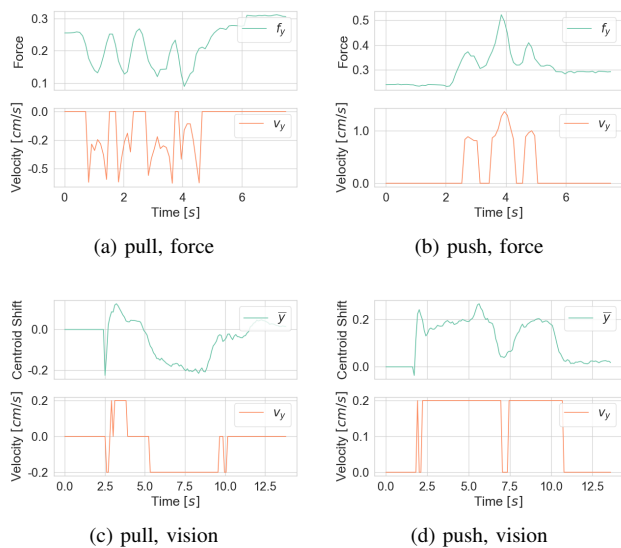 0.3
0.2
0.1
Force
f_y
0.0
-0.2
-0.5
Velocity [cm/s]
v_y
0 2 4 6
Time [s]
(a) pull, force
0.5
0.4
0.3
Force
f_y
1.0
0.0
Velocity [cm/s]
v_y
0 2 4 6
Time [s]
(b) push, force
0.0
-0.2
Centroid Shift
y̅
0.2
0.0
-0.2
Velocity [cm/s]
v_y
0.0 2.5 5.0 7.5 10.0 12.5
Time [s]
(c) pull, vision
0.2
0.0
Centroid Shift
y̅
0.2
0.1
0.0
Velocity [cm/s]
v_y
0.0 2.5 5.0 7.5 10.0 12.5
Time [s]
(d) push, vision